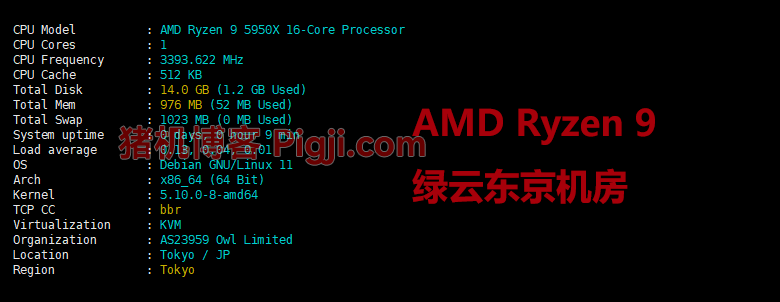 CPU Model : AMD Ryzen 9 5950X 16-Core Processor
CPU Cores : 1
CPU Frequency : 3393.622 MHz
CPU Cache : 512 KB
Total Disk : 14.0 GB (1.2 GB Used)
Total Mem : 976 MB (52 MB Used)
Total Swap : 1023 MB (0 MB Used)
System uptime : 0 days, 0 hour 9 min
Load average : 0.13, 0.04, 0.01
OS : Debian GNU/Linux 11
Arch : x86_64 (64 Bit)
Kernel : 5.10.0-8-amd64
TCP CC : bbr
Virtualization : KVM
Organization : AS23959 Owl Limited
Location : Tokyo / JP
Region : Tokyo
猪机博客 Pigji.com
AMD Ryzen 9
绿云东京机房